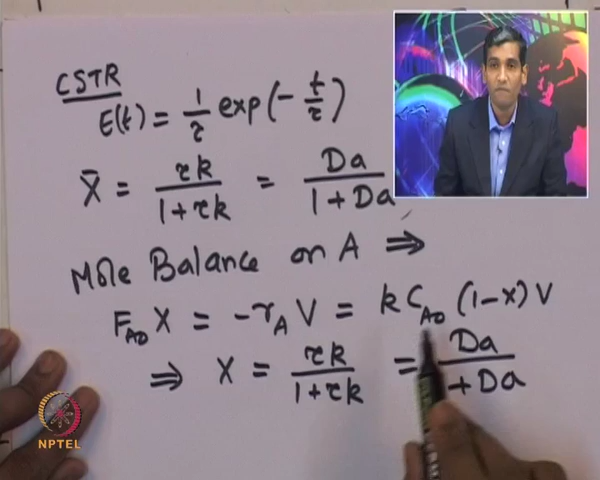 CSTR
E(t) = 1/τ exp(- t/τ)
X̄ = τk/1+τk = Da/1+Da
Mole Balance on A ⇒
F_A0 X = -r_A V = k C_A0 (1-X) V
⇒ X = τk/1+τk = Da/+Da
NPTEL